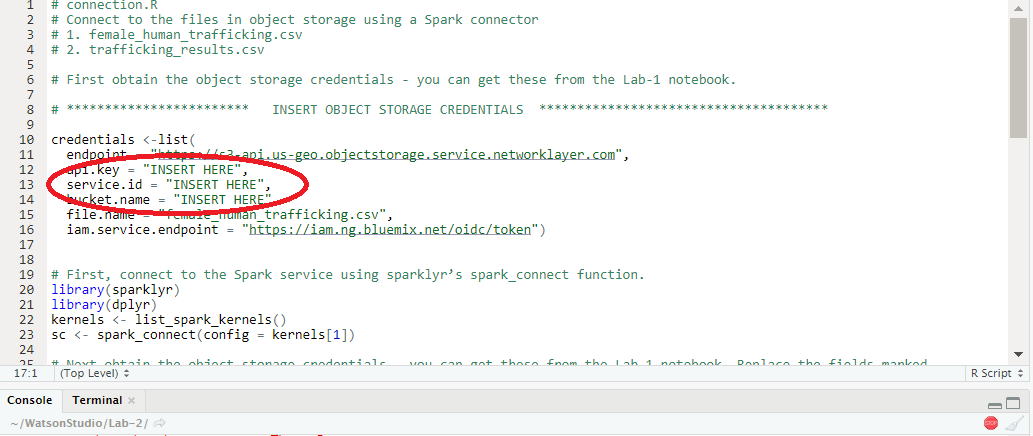 1 # connection.R
2 # Connect to the files in object storage using a Spark connector
3 # 1. female_human_trafficking.csv
4 # 2. trafficking_results.csv
5
6 # First obtain the object storage credentials - you can get these from the Lab-1 notebook.
7
8 # ************************ INSERT OBJECT STORAGE CREDENTIALS **************************************
9
10 credentials <-list(
11 endpoint = "https://s3-api.us-geo.objectstorage.service.networklayer.com",
12 api.key = "INSERT HERE",
13 service.id = "INSERT HERE",
14 bucket.name = "INSERT HERE"
15 file.name = "female_human_trafficking.csv",
16 iam.service.endpoint = "https://iam.ng.bluemix.net/oidc/token")
17
18
19 # First, connect to the Spark service using sparklyr’s spark_connect function.
20 library(sparklyr)
21 library(dplyr)
22 kernels <- list_spark_kernels()
23 sc <- spark_connect(config = kernels[1])
24
25 # Next obtain the object storage credentials - you can get these from the Lab-1 notebook. Replace the fields marked
17:1 (Top Level) R Script
Console Terminal
~/WatsonStudio/Lab-2/ STOP